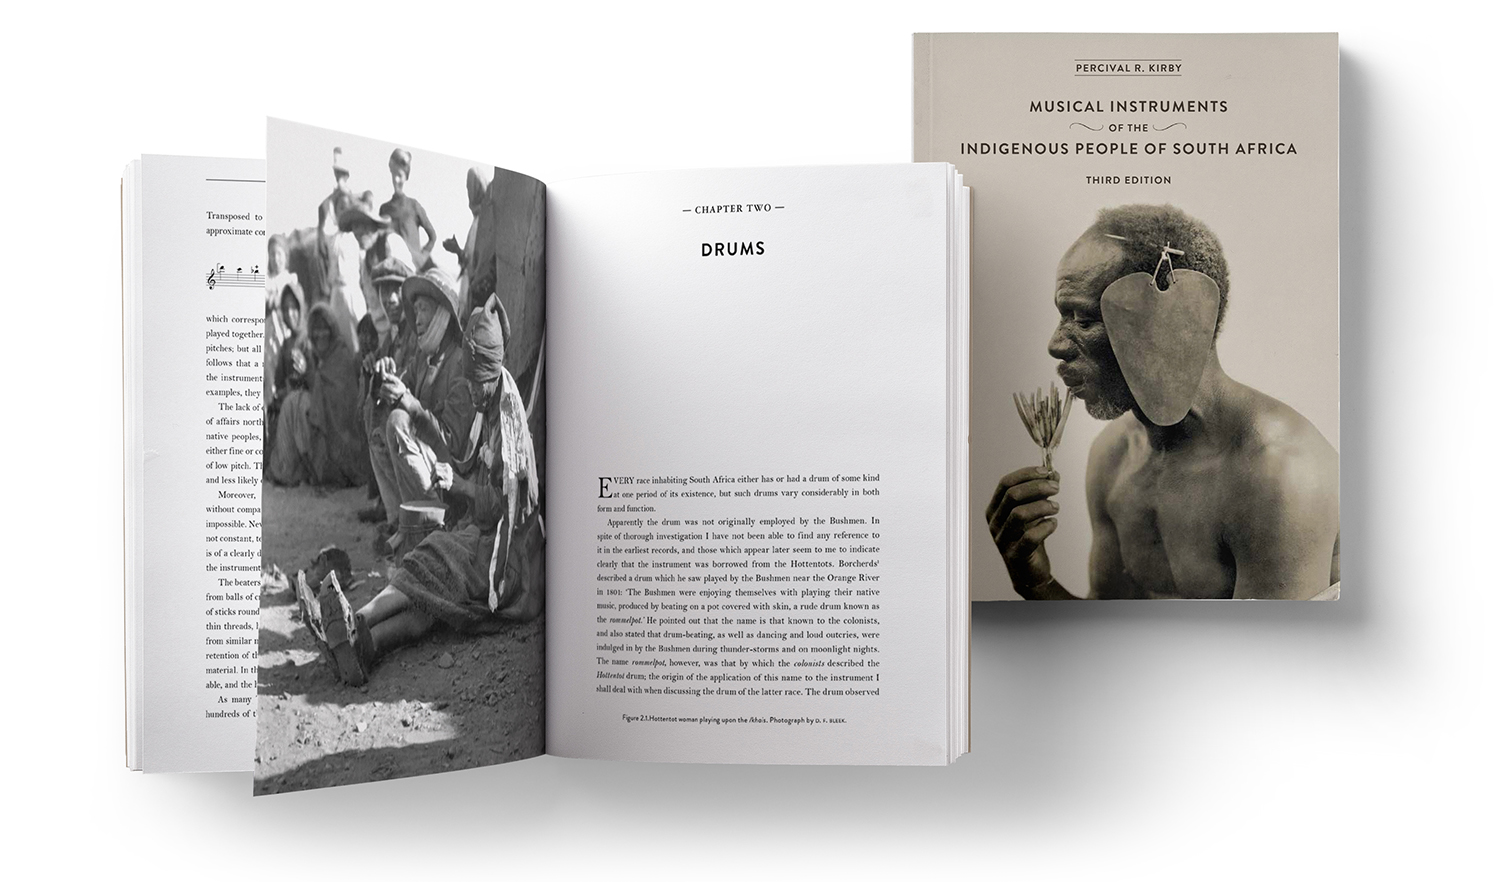 Transposed to
approximate
which
played together.
pitches; but all
follows that a
the instrument
examples, they
The lack of
of affairs north
native peoples,
either fine or
of low pitch.
and less likely
Moreover,
without
impossible.
not constant,
is of a clearly
the instrument
The beaters
from balls of
of sticks round
thin threads,
from similar
retention of
material. In
able, and the
As many
hundreds of
— CHAPTER TWO —
DRUMS
EVERY race inhabiting South Africa either has or had a drum of some kind
at one period of its existence, but such drums vary considerably in both
form and function.
Apparently the drum was not originally employed by the Bushmen. In
spite of thorough investigation I have not been able to find any reference to
it in the earliest records, and those which appear later seem to me to indicate
clearly that the instrument was borrowed from the Hottentots. Borcherds'
described a drum which he saw played by the Bushmen near the Orange River
in 1801: 'The Bushmen were enjoying themselves with playing their native
music, produced by beating on a pot covered with skin, a rude drum known as
the rommelpot.' He pointed out that the name is that known to the colonists,
and also stated that drum-beating, as well as dancing and loud outcries, were
indulged in by the Bushmen during thunder-storms and on moonlight nights.
The name rommelpot, however, was that by which the colonists described the
Hottentot drum; the origin of the application of this name to the instrument I
shall deal with when discussing the drum of the latter race. The drum observed
Figure 2.1.Hottentot woman playing upon the /khais. Photograph by D. F. BLEEK.
PERCIVAL R. KIRBY
MUSICAL INSTRUMENTS
OF THE
INDIGENOUS PEOPLE OF SOUTH AFRICA
THIRD EDITION